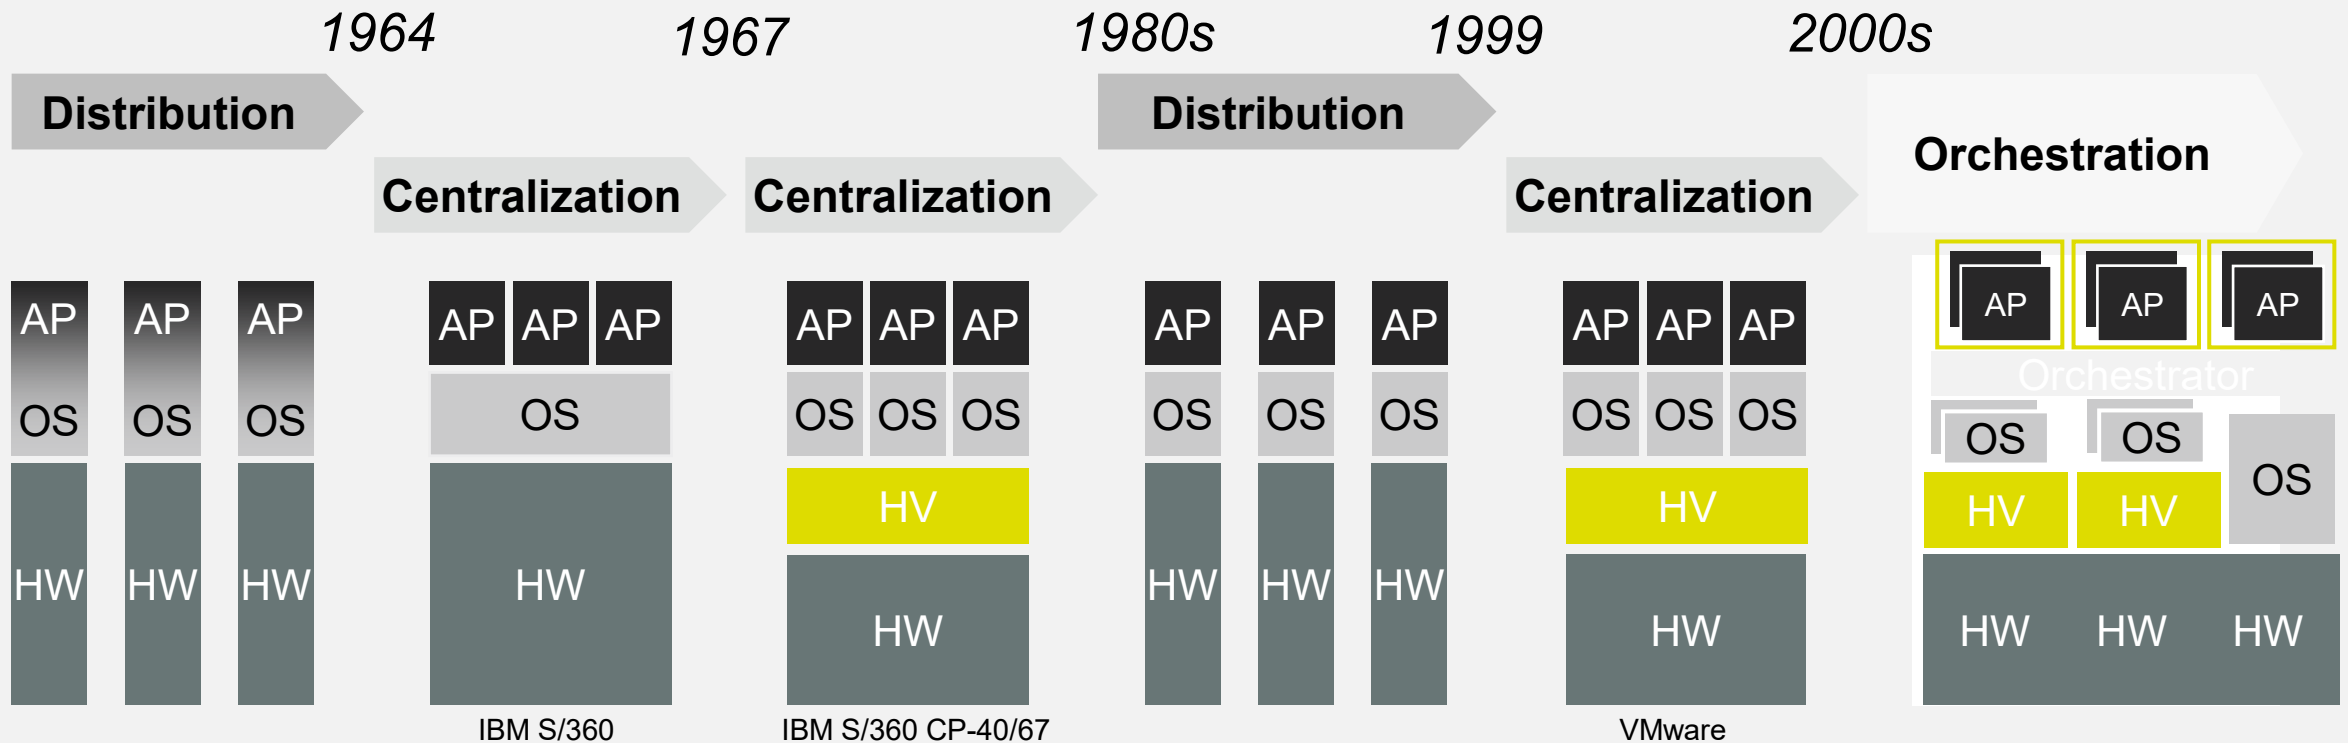 1964 1967 1980s 1999 2000s
Distribution Distribution
Orchestration
Centralization Centralization Centralization
AP AP AP AP AP AP AP AP AP AP AP AP AP AP AP AP AP AP
Orchestrator
OS OS OS OS OS OS OS OS OS OS OS OS OS OS OS
OS
HV HV HV HV
HW HW HW HW HW HW HW
HW HW HW HW HW
IBM S/360 IBM S/360 CP-40/67 VMware